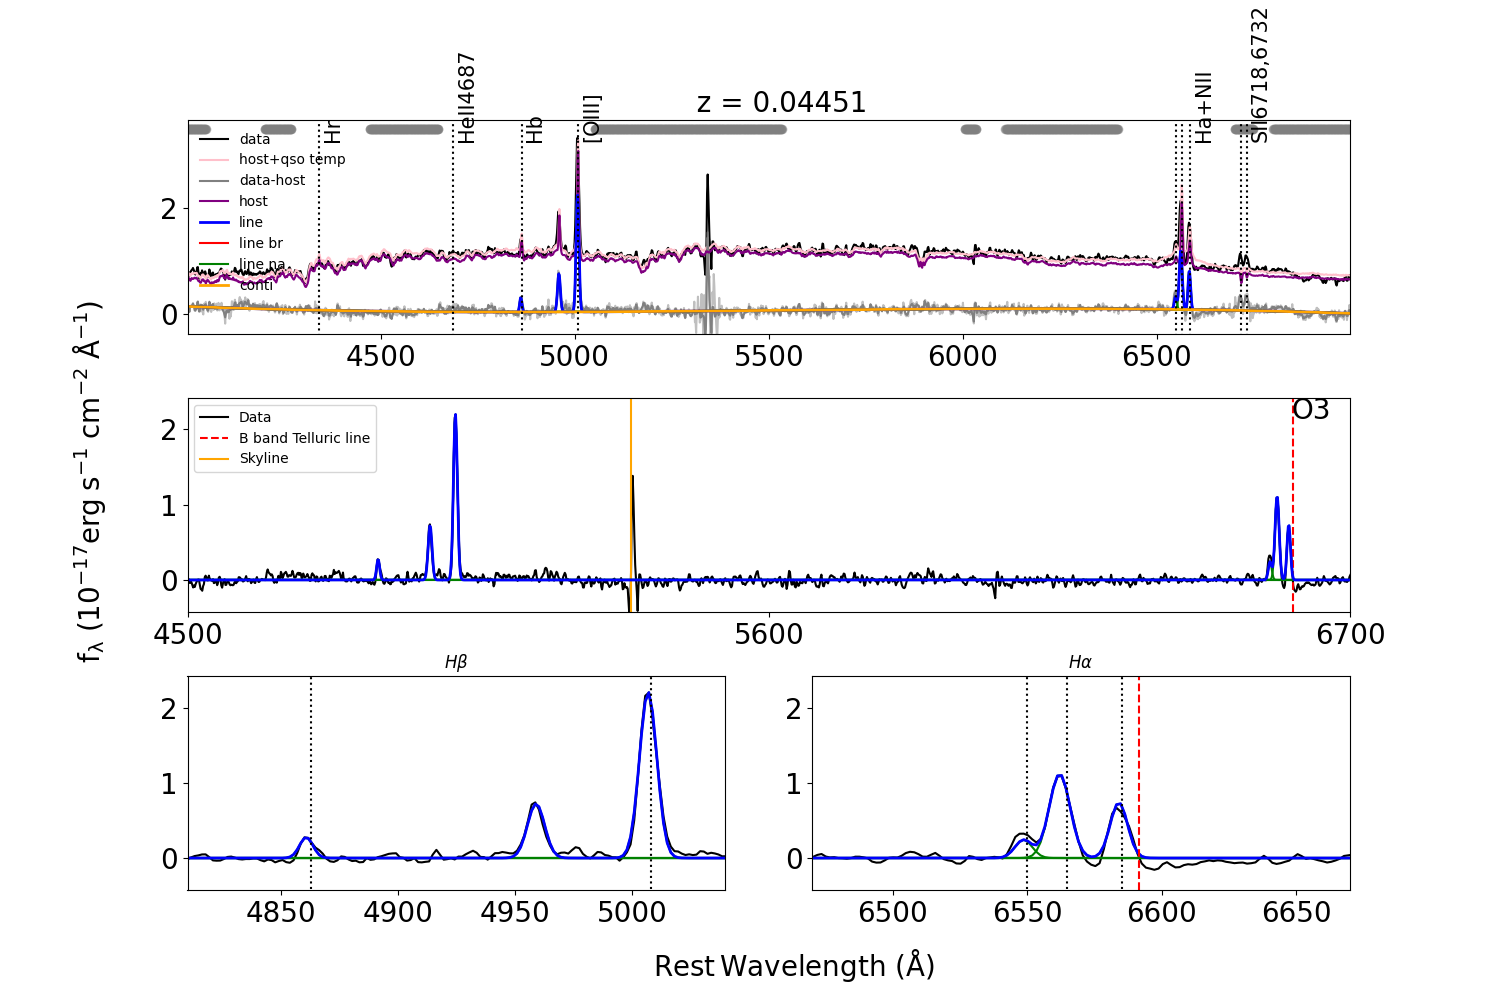 z = 0.04451
Hr
HeII4687
Hb
[OIII]
Ha+NII
SII6718,6732
data
host+qso temp
data-host
host
line
line br
line na
conti
2
0
4500 5000 5500 6000 6500
fλ (10⁻¹⁷erg s⁻¹ cm⁻² Å⁻¹)
O3
Data
B band Telluric line
Skyline
2
1
0
4500 5600 6700
Hβ
2
1
0
4850 4900 4950 5000
Hα
2
1
0
6500 6550 6600 6650
Rest Wavelength (Å)